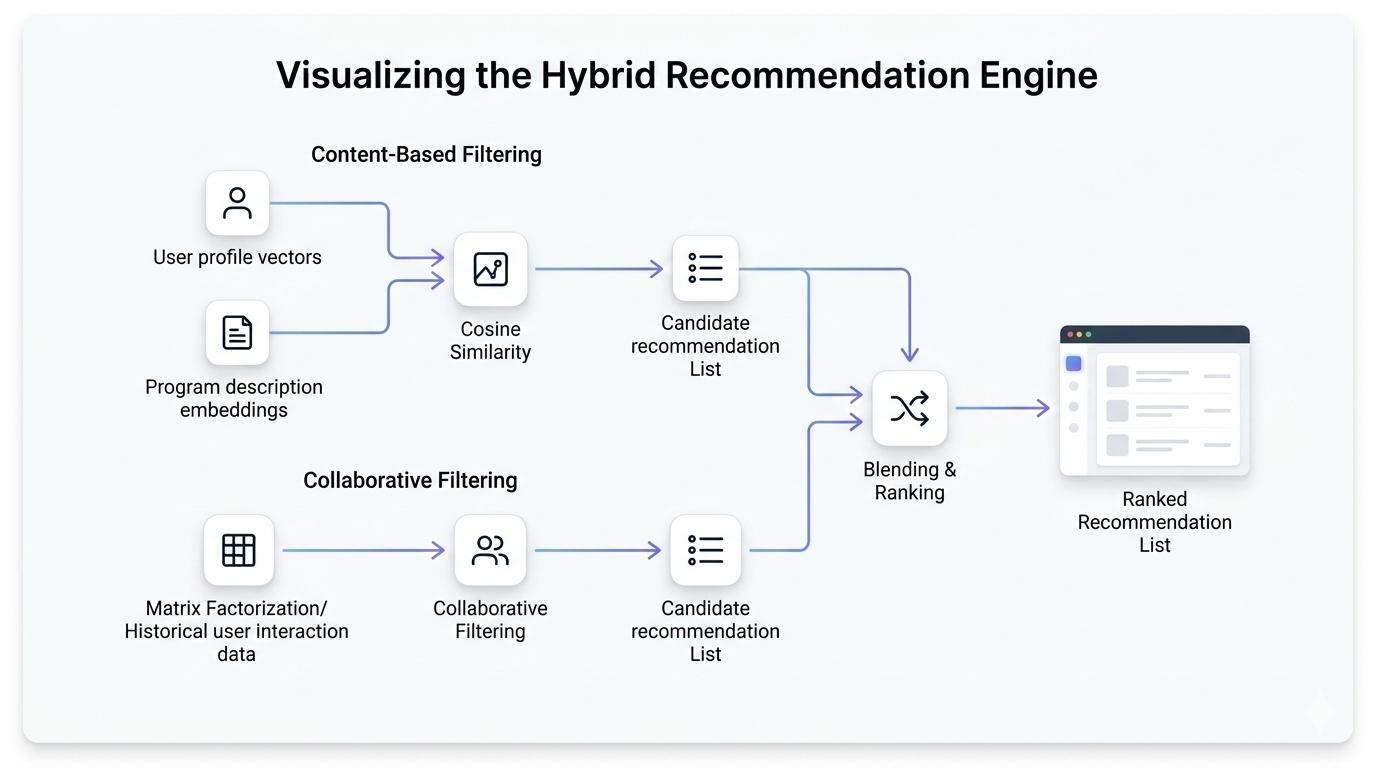 Visualizing the Hybrid Recommendation Engine
Content-Based Filtering
User profile vectors
Program description
embeddings
Cosine
Similarity
Candidate
recommendation
List
Blending &
Ranking
Ranked
Recommendation
List
Collaborative Filtering
Matrix Factorization/
Historical user interaction
data
Collaborative
Filtering
Candidate
recommendation
List